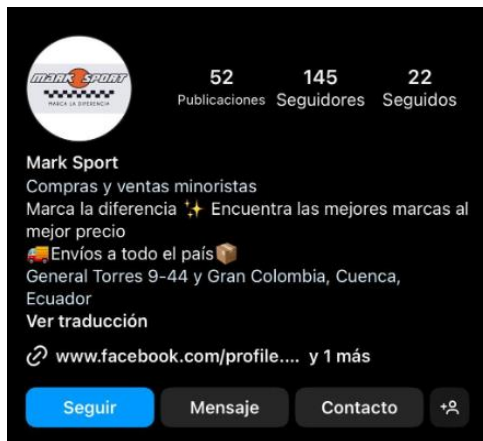 MARK SPORT
MARCA LA DIFERENCIA
52 145 22
Publicaciones Seguidores Seguidos
Mark Sport
Compras y ventas minoristas
Marca la diferencia ✨ Encuentra las mejores marcas al
mejor precio
🚚Envíos a todo el país📦
General Torres 9-44 y Gran Colombia, Cuenca,
Ecuador
Ver traducción
www.facebook.com/profile.... y 1 más
Seguir Mensaje Contacto